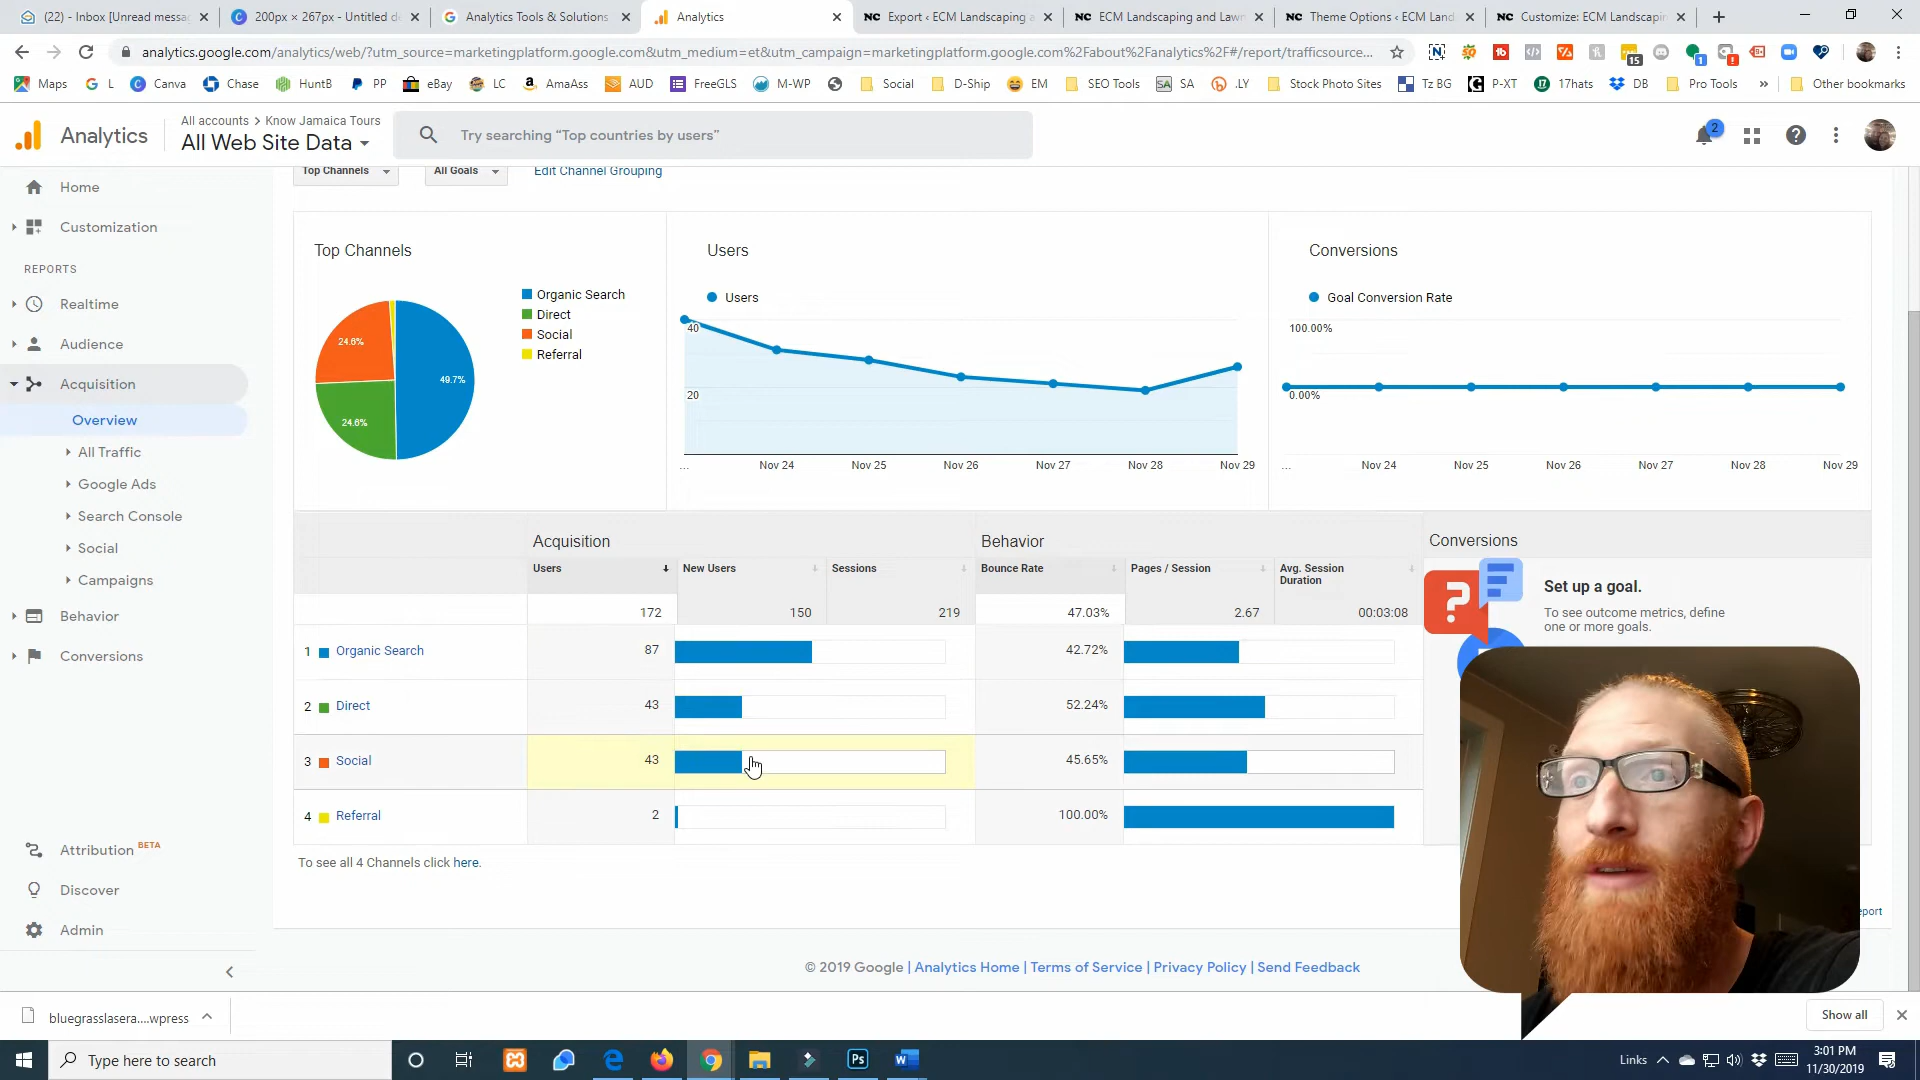 (22) - Inbox [Unread messa
200px × 267px - Untitled de
Analytics Tools & Solutions
Analytics
NC Export ‹ ECM Landscaping a
NC ECM Landscaping and Lawn
NC Theme Options ‹ ECM Land
NC Customize: ECM Landscapin
analytics.google.com/analytics/web/?utm_source=marketingplatform.google.com&utm_medium=et&utm_campaign=marketingplatform.google.com%2Fabout%2Fanalytics%2F#/report/trafficsource...
Maps
G L
Canva
Chase
HuntB
PP
eBay
LC
AmaAss
AUD
FreeGLS
M-WP
Social
D-Ship
EM
SEO Tools
SA SA
.LY
Stock Photo Sites
Tz BG
P-XT
17hats
DB
Pro Tools
»
Other bookmarks
Analytics
All accounts > Know Jamaica Tours
All Web Site Data
Try searching “Top countries by users”
2
Home
Customization
REPORTS
Realtime
Audience
Acquisition
Overview
All Traffic
Google Ads
Search Console
Social
Campaigns
Behavior
Conversions
Attribution BETA
Discover
Admin
Top Channels
All Goals
Edit Channel Grouping
Top Channels
Organic Search
Direct
Social
Referral
24.6%
49.7%
24.6%
Users
Users
40
20
... Nov 24 Nov 25 Nov 26 Nov 27 Nov 28 Nov 29
Conversions
Goal Conversion Rate
100.00%
0.00%
... Nov 24 Nov 25 Nov 26 Nov 27 Nov 28 Nov 29
Acquisition Behavior Conversions
Users New Users Sessions Bounce Rate Pages / Session Avg. Session Duration
172 150 219 47.03% 2.67 00:03:08
1 Organic Search 87 42.72%
2 Direct 43 52.24%
3 Social 43 45.65%
4 Referral 2 100.00%
Set up a goal.
To see outcome metrics, define
one or more goals.
To see all 4 Channels click here.
© 2019 Google | Analytics Home | Terms of Service | Privacy Policy | Send Feedback
bluegrasslasera....wpress
Show all
Type here to search
Ps
Links
3:01 PM
11/30/2019